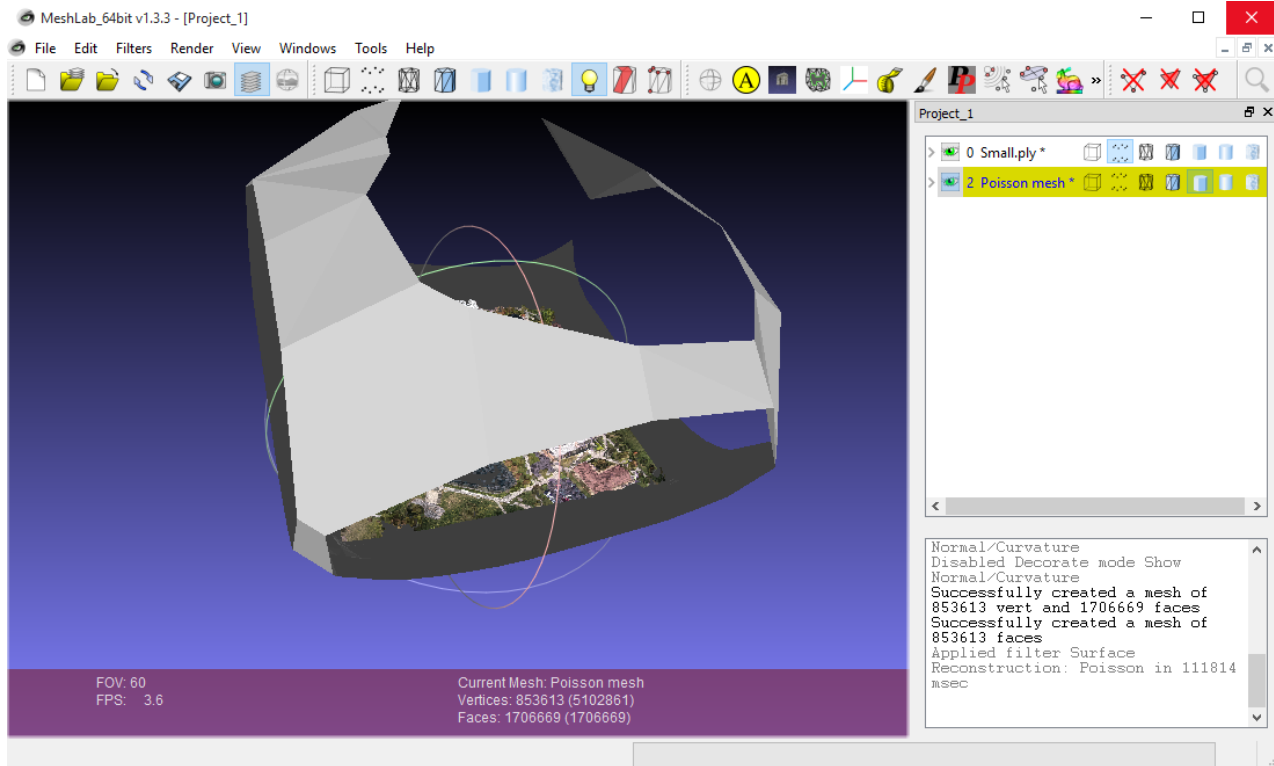 MeshLab_64bit v1.3.3 - [Project_1]
File Edit Filters Render View Windows Tools Help
A
Pp
»
Project_1
0 Small.ply *
2 Poisson mesh *
Normal/Curvature
Disabled Decorate mode Show
Normal/Curvature
Successfully created a mesh of
853613 vert and 1706669 faces
Successfully created a mesh of
853613 faces
Applied filter Surface
Reconstruction: Poisson in 111814
msec
FOV: 60
FPS: 3.6
Current Mesh: Poisson mesh
Vertices: 853613 (5102861)
Faces: 1706669 (1706669)